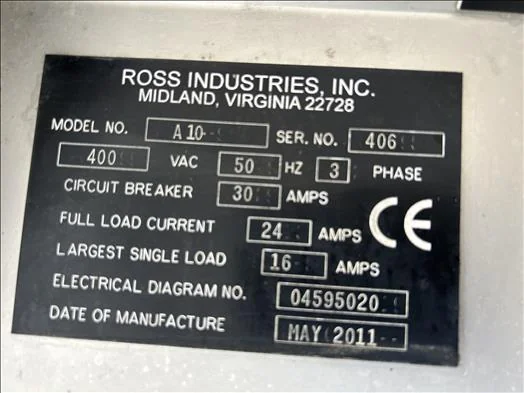 ROSS INDUSTRIES, INC.
MIDLAND, VIRGINIA 22728
MODEL NO. A10 SER. NO. 406
400 VAC 50 HZ 3 PHASE
CIRCUIT BREAKER 30 AMPS
FULL LOAD CURRENT 24 AMPS CE
LARGEST SINGLE LOAD 16 AMPS
ELECTRICAL DIAGRAM NO. 04595020
DATE OF MANUFACTURE MAY 2011